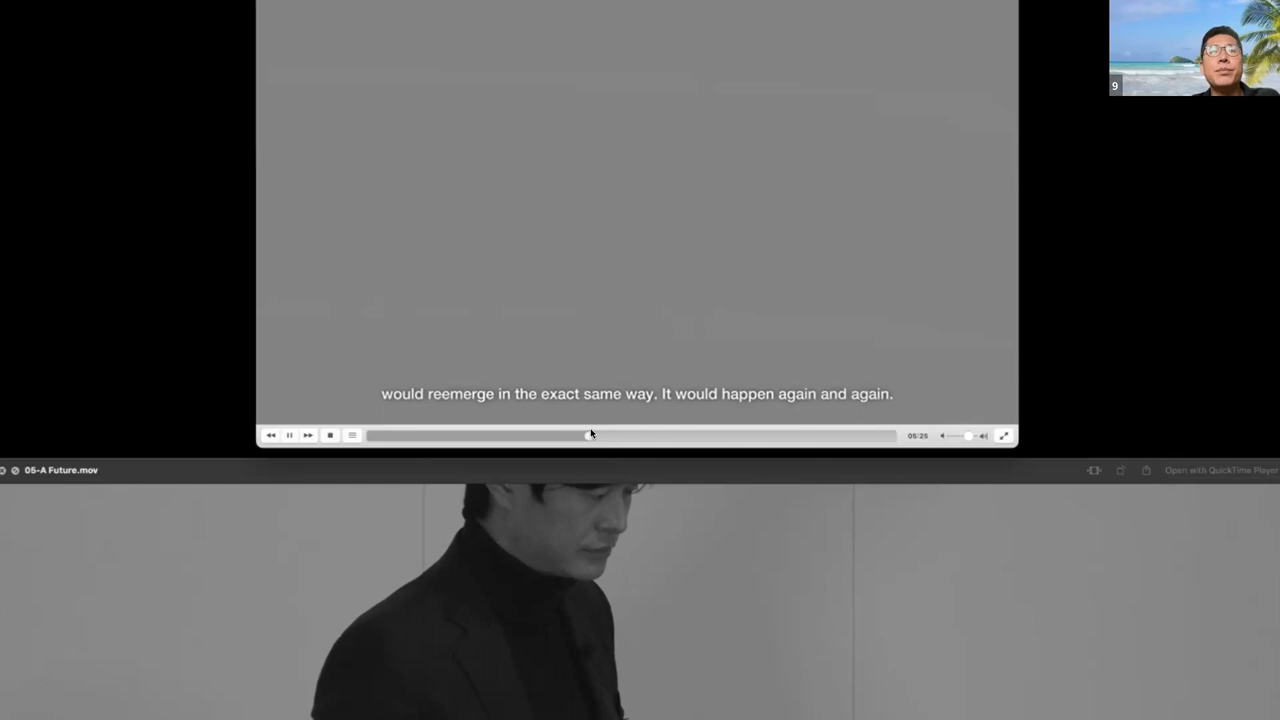 9
would reemerge in the exact same way. It would happen again and again.
05:25
05-A Future.mov
Open with QuickTime Player